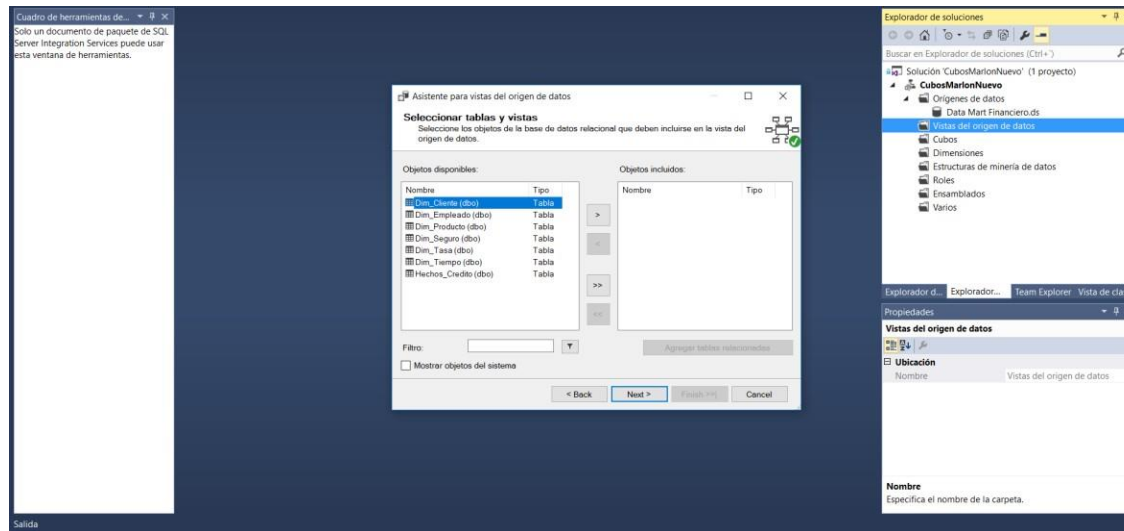 Cuadro de herramientas de...
Solo un documento de paquete de SQL
Server Integration Services puede usar
esta ventana de herramientas.
Asistente para vistas del origen de datos
Seleccionar tablas y vistas
Seleccione los objetos de la base de datos relacional que deben incluirse en la vista del
origen de datos.
Objetos disponibles:
Objetos incluidos:
Nombre Tipo
Nombre Tipo
Dim_Cliente (dbo) Tabla
Dim_Empleado (dbo) Tabla
Dim_Producto (dbo) Tabla
Dim_Seguro (dbo) Tabla
Dim_Tasa (dbo) Tabla
Dim_Tiempo (dbo) Tabla
Hechos_Credito (dbo) Tabla
>
<
>>
<<
Filtro:
Agregar tablas relacionadas
Mostrar objetos del sistema
< Back
Next >
Finish >>|
Cancel
Explorador de soluciones
Buscar en Explorador de soluciones (Ctrl+´)
Solución 'CubosMarlonNuevo' (1 proyecto)
CubosMarlonNuevo
Orígenes de datos
Data Mart Financiero.ds
Vistas del origen de datos
Cubos
Dimensiones
Estructuras de minería de datos
Roles
Ensamblados
Varios
Explorador d... Explorador... Team Explorer Vista de cla
Propiedades
Vistas del origen de datos
Ubicación
Nombre Vistas del origen de datos
Nombre
Especifica el nombre de la carpeta.
Salida